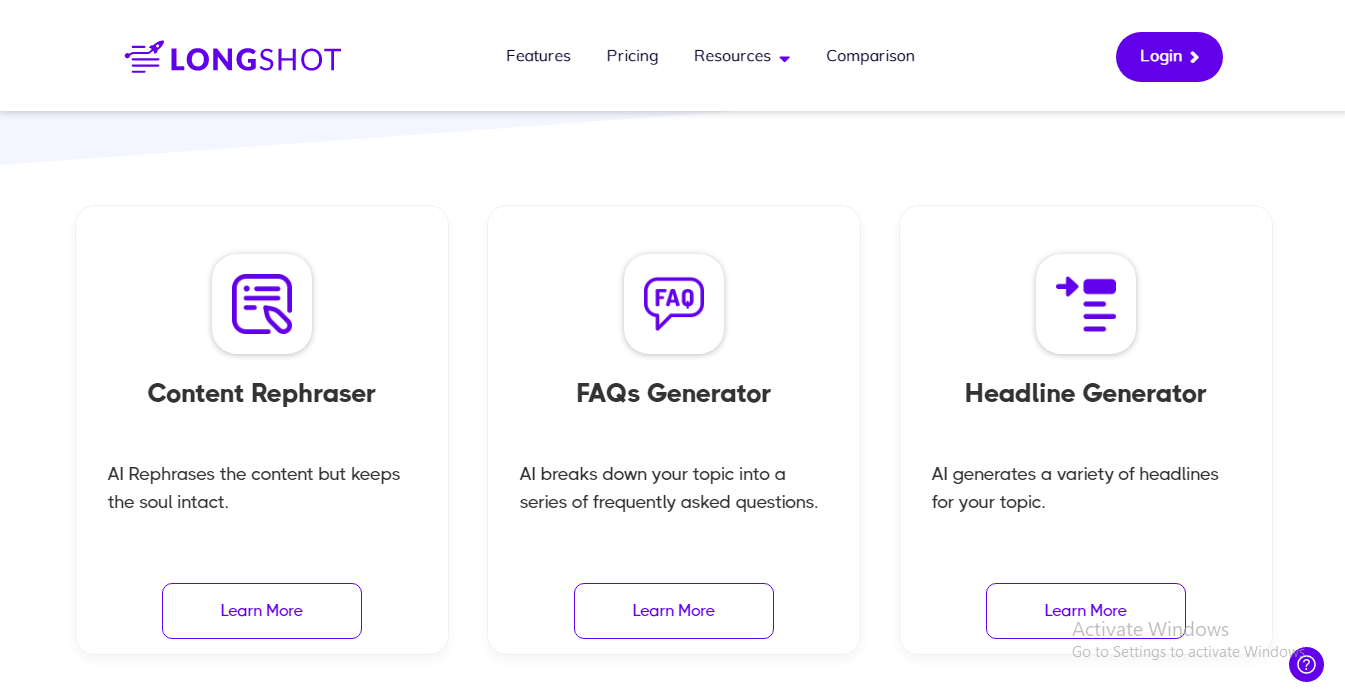 LONGSHOT
Features
Pricing
Resources
Comparison
Login
FAQ
Content Rephraser
AI Rephrases the content but keeps
the soul intact.
Learn More
FAQs Generator
AI breaks down your topic into a
series of frequently asked questions.
Learn More
Headline Generator
AI generates a variety of headlines
for your topic.
Learn More
Activate Windows
Go to Settings to activate Windows.
?